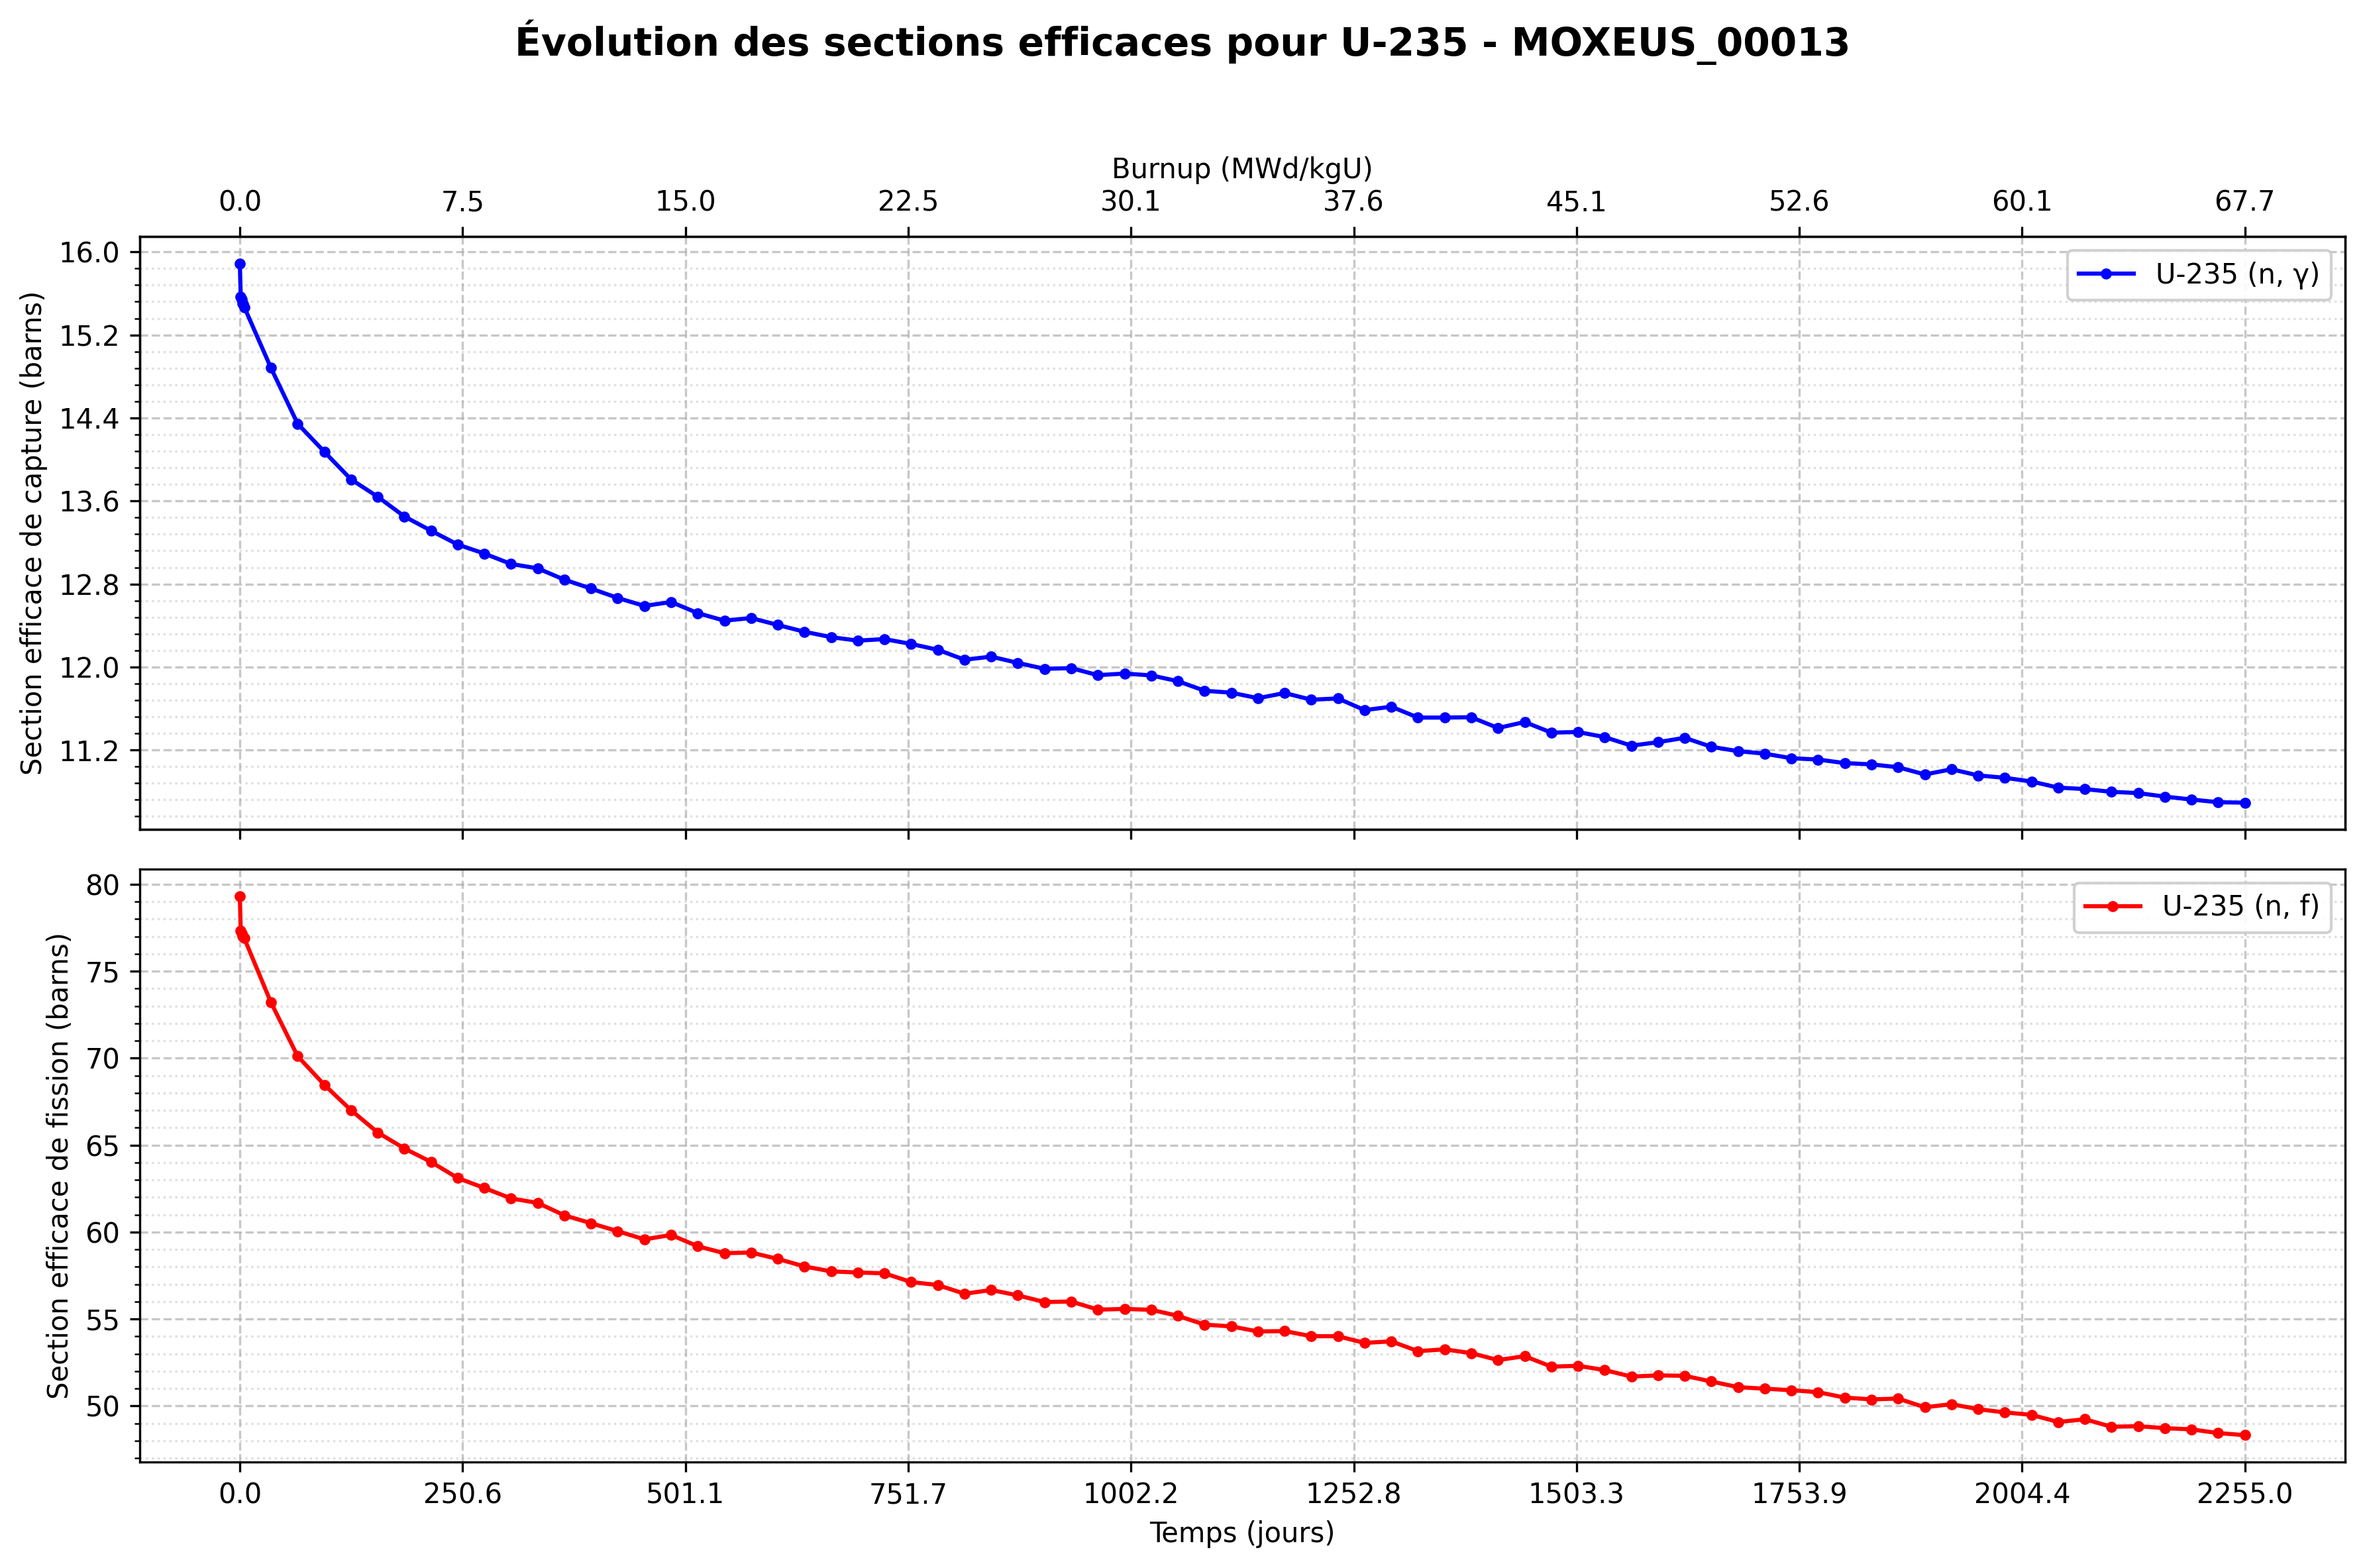 Évolution des sections efficaces pour U-235 - MOXEUS_00013
Burnup (MWd/kgU)
0.0 7.5 15.0 22.5 30.1 37.6 45.1 52.6 60.1 67.7
Section efficace de capture (barns)
16.0
15.2
14.4
13.6
12.8
12.0
11.2
U-235 (n, γ)
Section efficace de fission (barns)
80
75
70
65
60
55
50
U-235 (n, f)
0.0 250.6 501.1 751.7 1002.2 1252.8 1503.3 1753.9 2004.4 2255.0
Temps (jours)